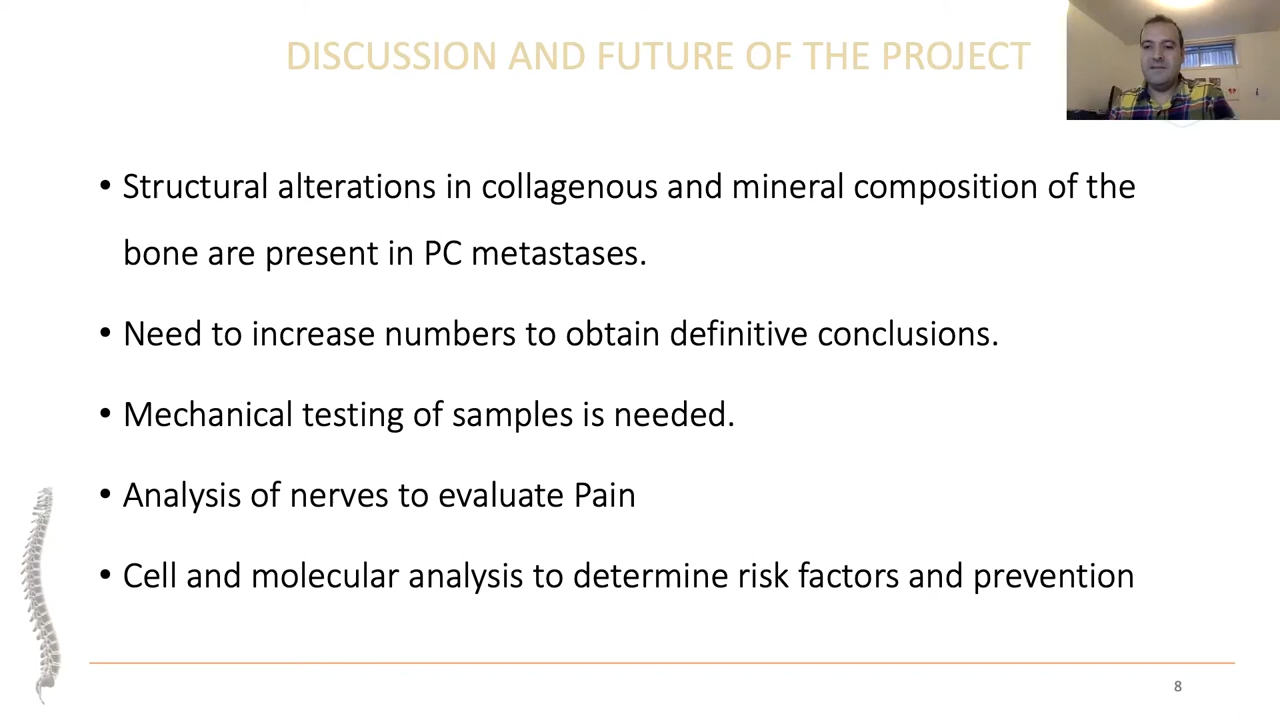 DISCUSSION AND FUTURE OF THE PROJECT
• Structural alterations in collagenous and mineral composition of the
bone are present in PC metastases.
• Need to increase numbers to obtain definitive conclusions.
• Mechanical testing of samples is needed.
• Analysis of nerves to evaluate Pain
• Cell and molecular analysis to determine risk factors and prevention
8